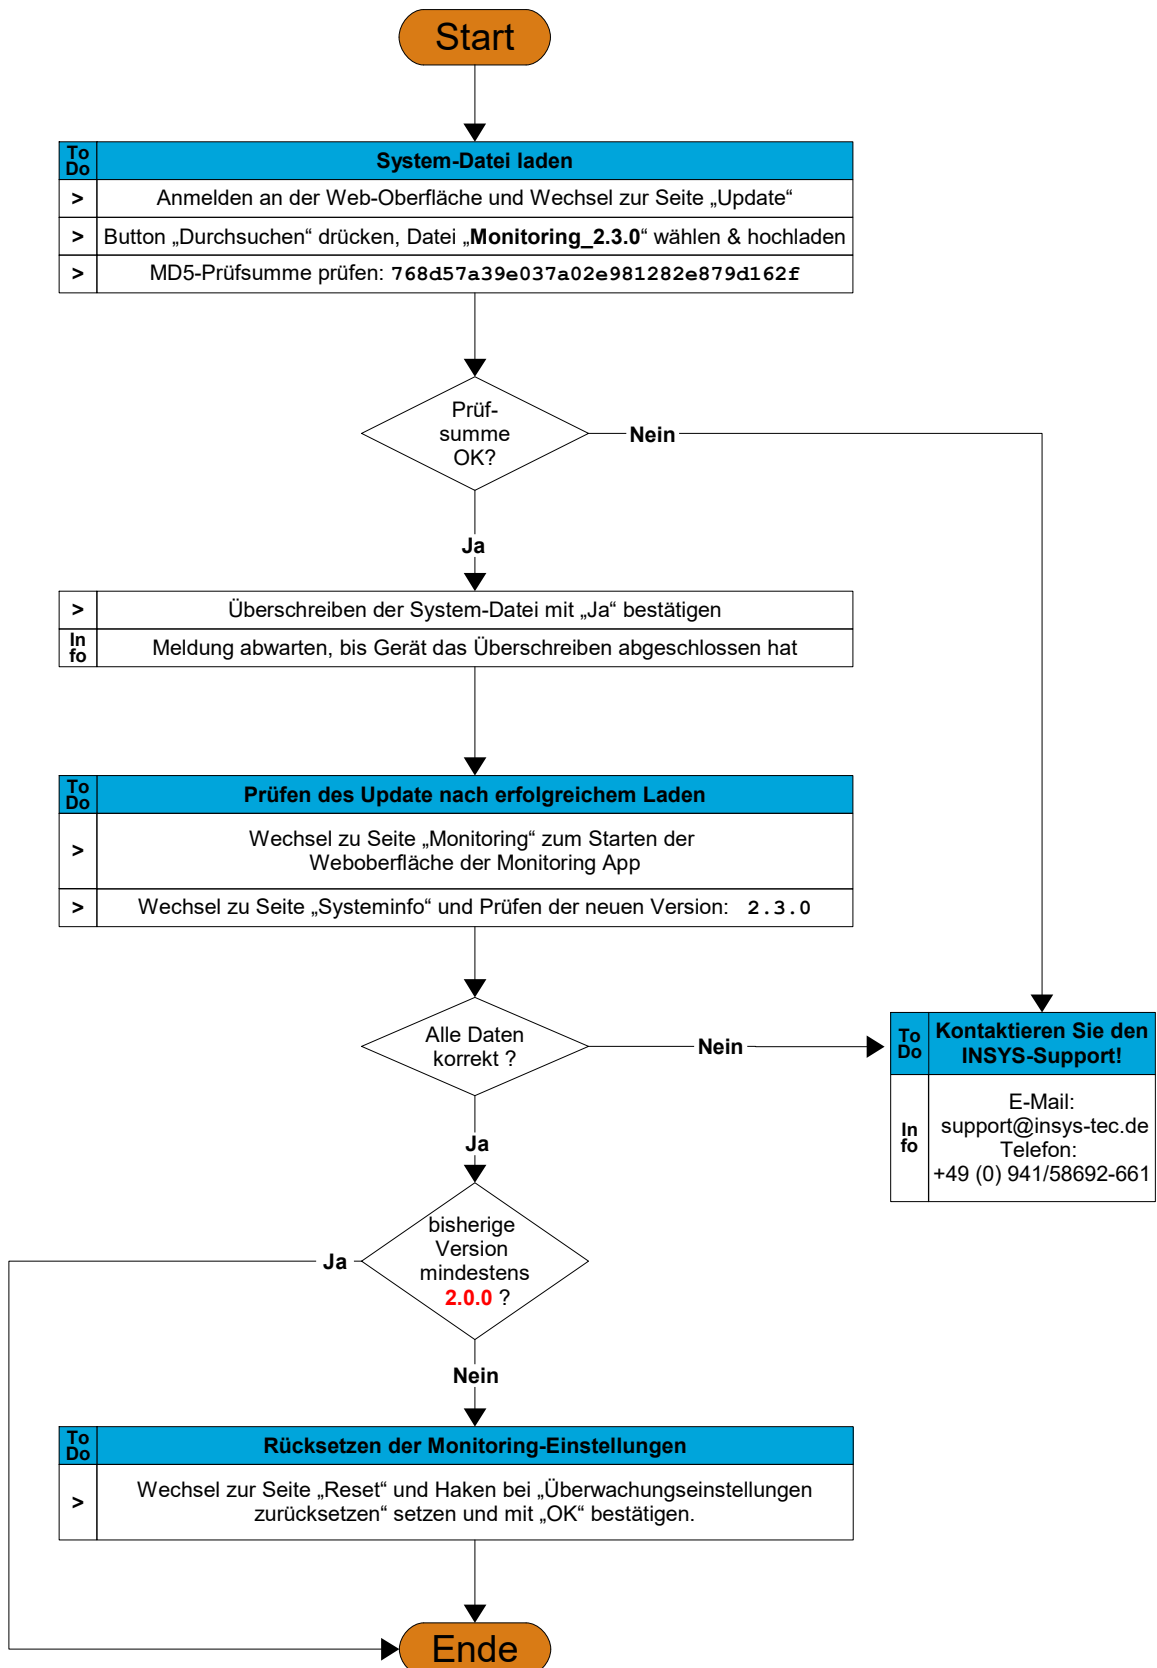 Start
To
Do
System-Datei laden
> Anmelden an der Web-Oberfläche und Wechsel zur Seite „Update“
> Button „Durchsuchen“ drücken, Datei „Monitoring_2.3.0“ wählen & hochladen
> MD5-Prüfsumme prüfen: 768d57a39e037a02e981282e879d162f
Prüf-
summe
OK?
Nein
Ja
> Überschreiben der System-Datei mit „Ja“ bestätigen
In
fo
Meldung abwarten, bis Gerät das Überschreiben abgeschlossen hat
To
Do
Prüfen des Update nach erfolgreichem Laden
>
Wechsel zu Seite „Monitoring“ zum Starten der
Weboberfläche der Monitoring App
> Wechsel zu Seite „Systeminfo“ und Prüfen der neuen Version: 2.3.0
Alle Daten
korrekt ?
Nein
To
Do
Kontaktieren Sie den
INSYS-Support!
In
fo
E-Mail:
support@insys-tec.de
Telefon:
+49 (0) 941/58692-661
Ja
bisherige
Version
mindestens
2.0.0 ?
Ja
Nein
To
Do
Rücksetzen der Monitoring-Einstellungen
>
Wechsel zur Seite „Reset“ und Haken bei „Überwachungseinstellungen
zurücksetzen“ setzen und mit „OK“ bestätigen.
Ende